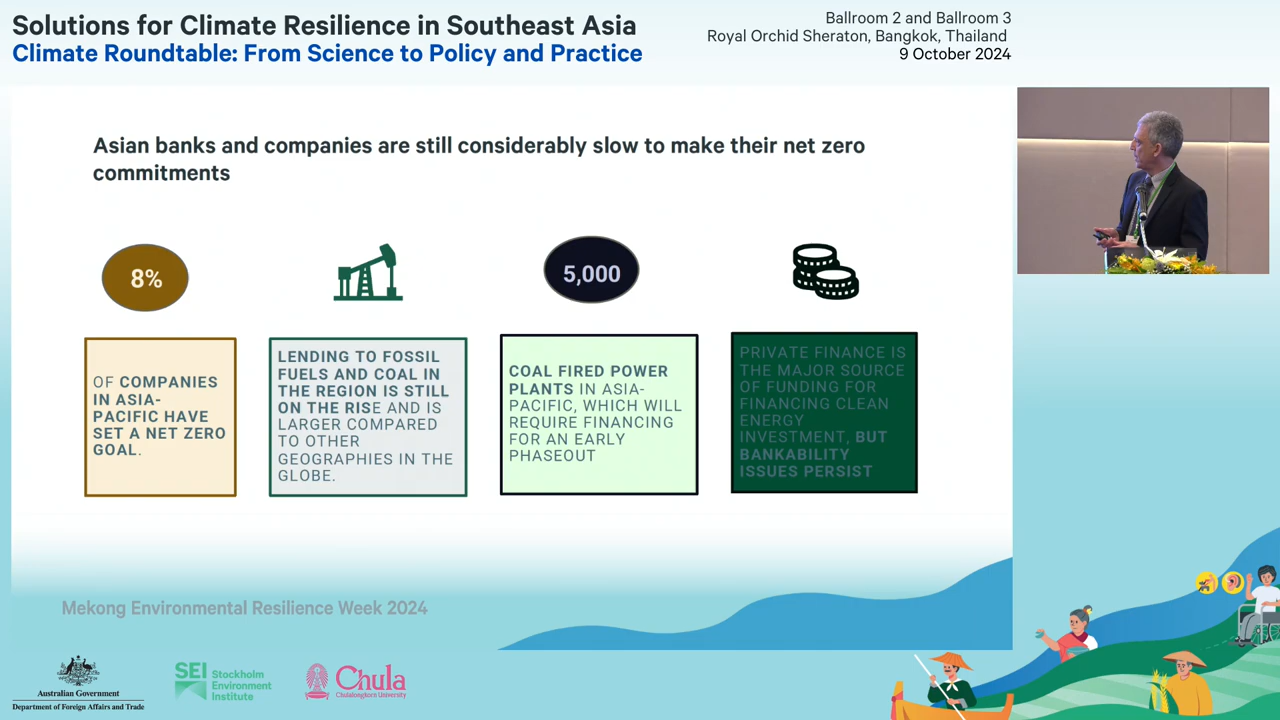 Solutions for Climate Resilience in Southeast Asia
Climate Roundtable: From Science to Policy and Practice
Ballroom 2 and Ballroom 3
Royal Orchid Sheraton, Bangkok, Thailand
9 October 2024
Asian banks and companies are still considerably slow to make their net zero
commitments
8%
OF COMPANIES
IN ASIA-
PACIFIC HAVE
SET A NET ZERO
GOAL.
LENDING TO FOSSIL
FUELS AND COAL IN
THE REGION IS STILL
ON THE RISE AND IS
LARGER COMPARED
TO OTHER
GEOGRAPHIES IN THE
GLOBE.
5,000
COAL FIRED POWER
PLANTS IN ASIA-
PACIFIC, WHICH WILL
REQUIRE FINANCING
FOR AN EARLY
PHASEOUT
PRIVATE FINANCE IS
THE MAJOR SOURCE
OF FUNDING FOR
FINANCING CLEAN
ENERGY
INVESTMENT, BUT
BANKABILITY
ISSUES PERSIST
Mekong Environmental Resilience Week 2024
Australian Government
Department of Foreign Affairs and Trade
SEI Stockholm
Environment
Institute
Chula
Chulalongkorn University